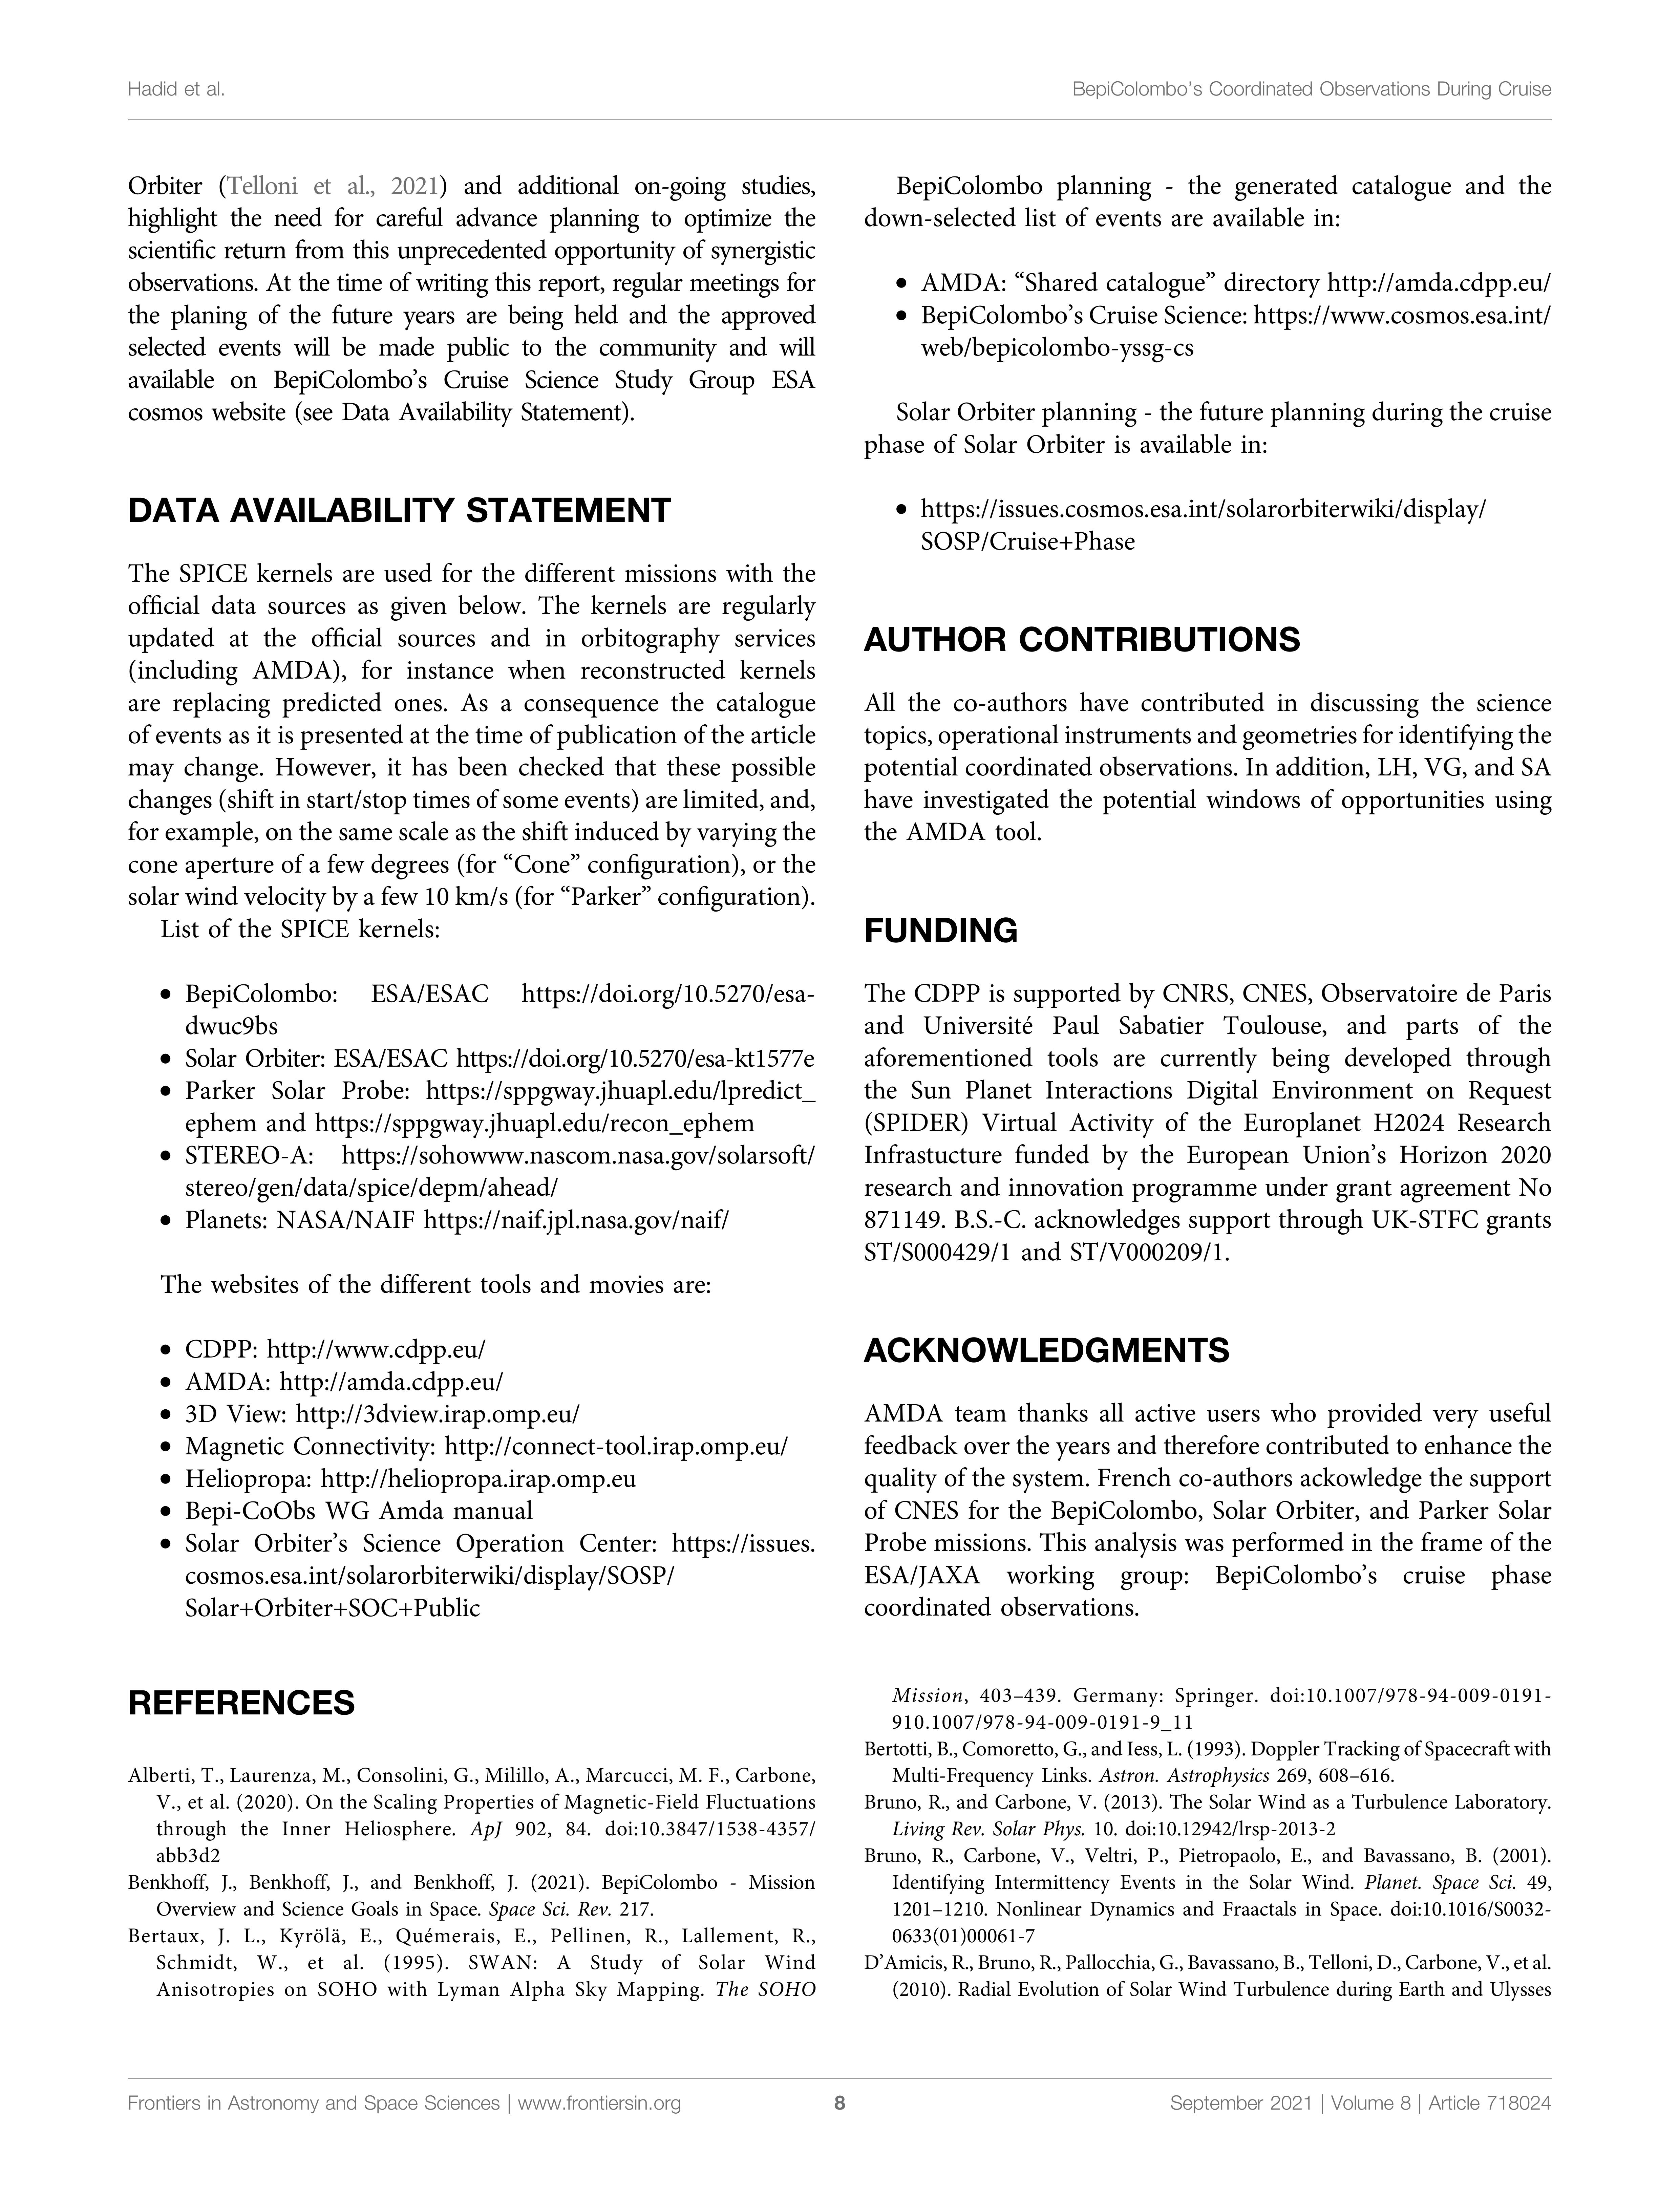 Hadid et al.
BepiColombo’s Coordinated Observations During Cruise
Orbiter (Telloni et al., 2021) and additional on-going studies,
highlight the need for careful advance planning to optimize the
scientific return from this unprecedented opportunity of synergistic
observations. At the time of writing this report, regular meetings for
the planing of the future years are being held and the approved
selected events will be made public to the community and will
available on BepiColombo’s Cruise Science Study Group ESA
cosmos website (see Data Availability Statement).
DATA AVAILABILITY STATEMENT
The SPICE kernels are used for the different missions with the
official data sources as given below. The kernels are regularly
updated at the official sources and in orbitography services
(including AMDA), for instance when reconstructed kernels
are replacing predicted ones. As a consequence the catalogue
of events as it is presented at the time of publication of the article
may change. However, it has been checked that these possible
changes (shift in start/stop times of some events) are limited, and,
for example, on the same scale as the shift induced by varying the
cone aperture of a few degrees (for “Cone” configuration), or the
solar wind velocity by a few 10 km/s (for “Parker” configuration).
List of the SPICE kernels:
• BepiColombo: ESA/ESAC https://doi.org/10.5270/esa-
dwuc9bs
• Solar Orbiter: ESA/ESAC https://doi.org/10.5270/esa-kt1577e
• Parker Solar Probe: https://sppgway.jhuapl.edu/lpredict_
ephem and https://sppgway.jhuapl.edu/recon_ephem
• STEREO-A: https://sohowww.nascom.nasa.gov/solarsoft/
stereo/gen/data/spice/depm/ahead/
• Planets: NASA/NAIF https://naif.jpl.nasa.gov/naif/
The websites of the different tools and movies are:
• CDPP: http://www.cdpp.eu/
• AMDA: http://amda.cdpp.eu/
• 3D View: http://3dview.irap.omp.eu/
• Magnetic Connectivity: http://connect-tool.irap.omp.eu/
• Heliopropa: http://heliopropa.irap.omp.eu
• Bepi-CoObs WG Amda manual
• Solar Orbiter’s Science Operation Center: https://issues.
cosmos.esa.int/solarorbiterwiki/display/SOSP/
Solar+Orbiter+SOC+Public
BepiColombo planning - the generated catalogue and the
down-selected list of events are available in:
• AMDA: “Shared catalogue” directory http://amda.cdpp.eu/
• BepiColombo’s Cruise Science: https://www.cosmos.esa.int/
web/bepicolombo-yssg-cs
Solar Orbiter planning - the future planning during the cruise
phase of Solar Orbiter is available in:
• https://issues.cosmos.esa.int/solarorbiterwiki/display/
SOSP/Cruise+Phase
AUTHOR CONTRIBUTIONS
All the co-authors have contributed in discussing the science
topics, operational instruments and geometries for identifying the
potential coordinated observations. In addition, LH, VG, and SA
have investigated the potential windows of opportunities using
the AMDA tool.
FUNDING
The CDPP is supported by CNRS, CNES, Observatoire de Paris
and Université Paul Sabatier Toulouse, and parts of the
aforementioned tools are currently being developed through
the Sun Planet Interactions Digital Environment on Request
(SPIDER) Virtual Activity of the Europlanet H2024 Research
Infrastucture funded by the European Union’s Horizon 2020
research and innovation programme under grant agreement No
871149. B.S.-C. acknowledges support through UK-STFC grants
ST/S000429/1 and ST/V000209/1.
ACKNOWLEDGMENTS
AMDA team thanks all active users who provided very useful
feedback over the years and therefore contributed to enhance the
quality of the system. French co-authors ackowledge the support
of CNES for the BepiColombo, Solar Orbiter, and Parker Solar
Probe missions. This analysis was performed in the frame of the
ESA/JAXA working group: BepiColombo’s cruise phase
coordinated observations.
REFERENCES
Alberti, T., Laurenza, M., Consolini, G., Milillo, A., Marcucci, M. F., Carbone,
V., et al. (2020). On the Scaling Properties of Magnetic-Field Fluctuations
through the Inner Heliosphere. ApJ 902, 84. doi:10.3847/1538-4357/
abb3d2
Benkhoff, J., Benkhoff, J., and Benkhoff, J. (2021). BepiColombo - Mission
Overview and Science Goals in Space. Space Sci. Rev. 217.
Bertaux, J. L., Kyrölä, E., Quémerais, E., Pellinen, R., Lallement, R.,
Schmidt, W., et al. (1995). SWAN: A Study of Solar Wind
Anisotropies on SOHO with Lyman Alpha Sky Mapping. The SOHO
Mission, 403–439. Germany: Springer. doi:10.1007/978-94-009-0191-
910.1007/978-94-009-0191-9_11
Bertotti, B., Comoretto, G., and Iess, L. (1993). Doppler Tracking of Spacecraft with
Multi-Frequency Links. Astron. Astrophysics 269, 608–616.
Bruno, R., and Carbone, V. (2013). The Solar Wind as a Turbulence Laboratory.
Living Rev. Solar Phys. 10. doi:10.12942/lrsp-2013-2
Bruno, R., Carbone, V., Veltri, P., Pietropaolo, E., and Bavassano, B. (2001).
Identifying Intermittency Events in the Solar Wind. Planet. Space Sci. 49,
1201–1210. Nonlinear Dynamics and Fraactals in Space. doi:10.1016/S0032-
0633(01)00061-7
D’Amicis, R., Bruno, R., Pallocchia, G., Bavassano, B., Telloni, D., Carbone, V., et al.
(2010). Radial Evolution of Solar Wind Turbulence during Earth and Ulysses
Frontiers in Astronomy and Space Sciences | www.frontiersin.org
8
September 2021 | Volume 8 | Article 718024